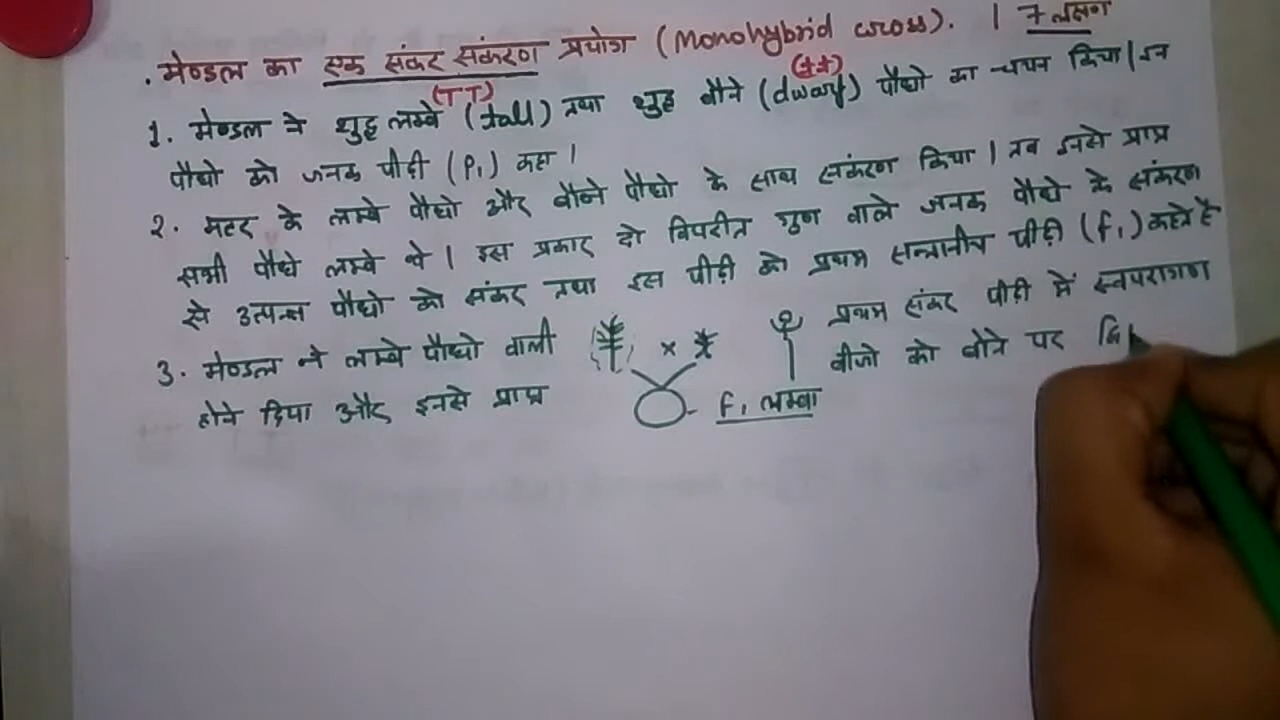 . मेण्डल का एक संकर संकरण प्रयोग (Monohybrid cross). | 7 लक्षण
(TT) (tt)
1. मेण्डल ने शुद्ध लम्बे (tall) तथा शुद्ध बौने (dwarf) पौधो का चयन किया । इन
पौधो को जनक पीढ़ी (P₁) कहा ।
2. मटर के लम्बे पौधो और बौने पौधो के साथ संकरण किया । तब इनसे प्राप्त
सभी पौधे लम्बे थे । इस प्रकार दो विपरीत गुण वाले जनक पौधो के संकरण
से उत्पन्न पौधो को संकर तथा इस पीढ़ी को प्रथम सन्तानीय पीढ़ी (f₁) कहते है
3. मेण्डल ने लम्बे पौधो वाली × प्रथम संकर पीढ़ी में स्वपरागण
होने दिया और इनसे प्राप्त f₁ लम्बा बीजो को बोने पर द्वि